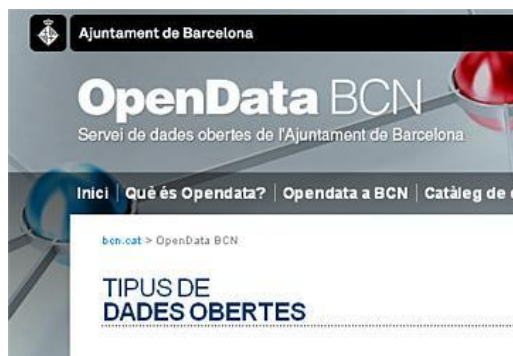 Ajuntament de Barcelona
OpenData BCN
Servei de dades obertes de l'Ajuntament de Barcelona
Inici | Què és Opendata? | Opendata a BCN | Catàleg de
bcn.cat > OpenData BCN
TIPUS DE
DADES OBERTES